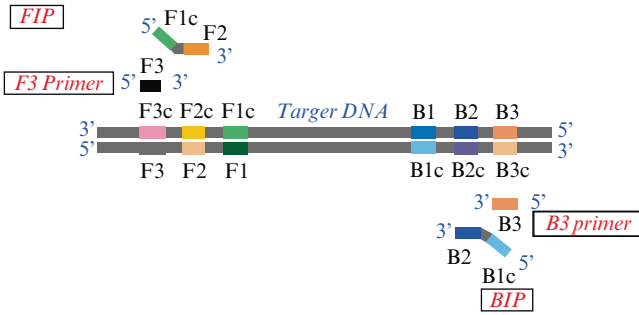 FIP
5’ F1c
F2
3’
F3 Primer
F3
5’ 3’
F3c F2c F1c Targer DNA B1 B2 B3
3’ 5’
5’ 3’
F3 F2 F1 B1c B2c B3c
3’ 5’
B3
B3 primer
3’
B2
5’
B1c
BIP